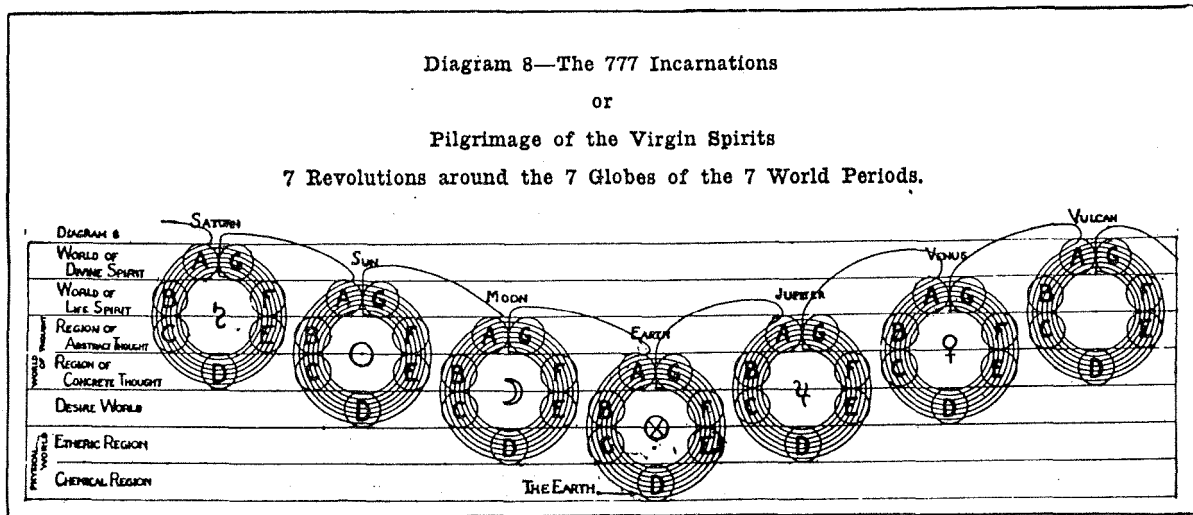 Diagram 8—The 777 Incarnations
or
Pilgrimage of the Virgin Spirits
7 Revolutions around the 7 Globes of the 7 World Periods.
DIAGRAM 8
SATURN
SUN
MOON
EARTH
JUPITER
VENUS
VULCAN
WORLD OF
DIVINE SPIRIT
WORLD OF
LIFE SPIRIT
WORLD OF THOUGHT
REGION OF
ABSTRACT THOUGHT
REGION OF
CONCRETE THOUGHT
DESIRE WORLD
PHYSICAL WORLD
ETHERIC REGION
CHEMICAL REGION
A G
B F
C E
D
A G
B F
C E
D
A G
B F
C E
D
A G
B F
C E
D
THE EARTH
A G
B F
C E
D
A G
B F
C E
D
A G
B F
C E
D